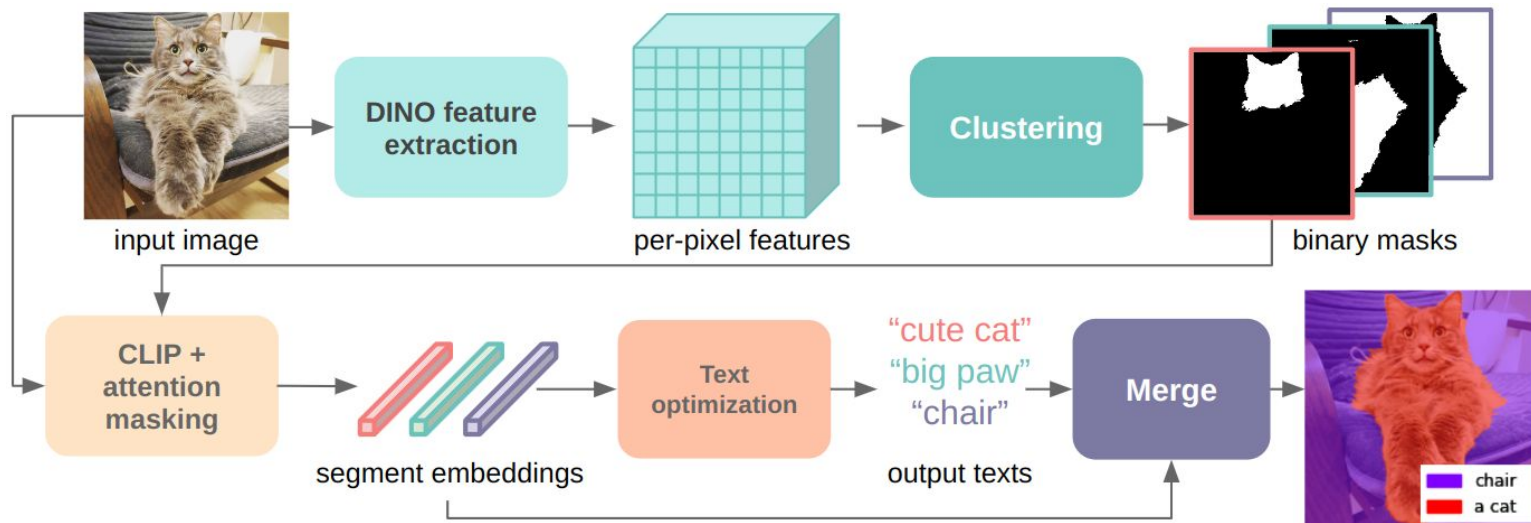 DINO feature
extraction
Clustering
input image
per-pixel features
binary masks
CLIP +
attention
masking
segment embeddings
Text
optimization
“cute cat”
“big paw”
“chair”
output texts
Merge
chair
a cat